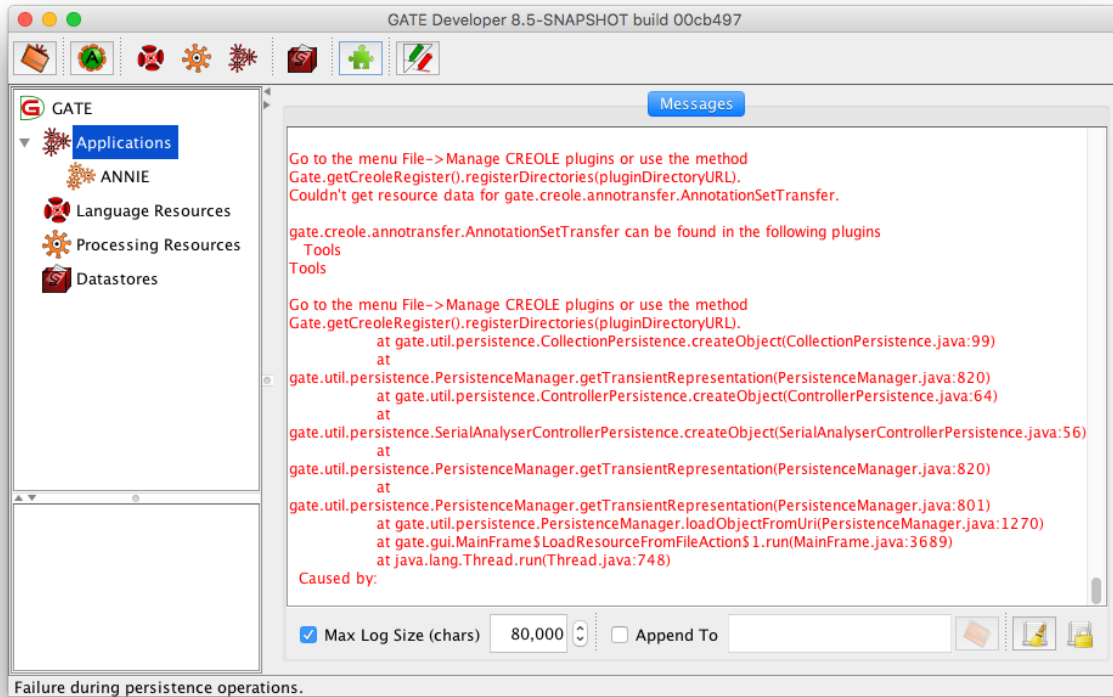 GATE Developer 8.5-SNAPSHOT build 00cb497
GATE
Applications
ANNIE
Language Resources
Processing Resources
Datastores
Messages
Go to the menu File->Manage CREOLE plugins or use the method
Gate.getCreoleRegister().registerDirectories(pluginDirectoryURL).
Couldn't get resource data for gate.creole.annotransfer.AnnotationSetTransfer.
gate.creole.annotransfer.AnnotationSetTransfer can be found in the following plugins
Tools
Tools
Go to the menu File->Manage CREOLE plugins or use the method
Gate.getCreoleRegister().registerDirectories(pluginDirectoryURL).
at gate.util.persistence.CollectionPersistence.createObject(CollectionPersistence.java:99)
at
gate.util.persistence.PersistenceManager.getTransientRepresentation(PersistenceManager.java:820)
at gate.util.persistence.ControllerPersistence.createObject(ControllerPersistence.java:64)
at
gate.util.persistence.SerialAnalyserControllerPersistence.createObject(SerialAnalyserControllerPersistence.java:56)
at
gate.util.persistence.PersistenceManager.getTransientRepresentation(PersistenceManager.java:820)
at
gate.util.persistence.PersistenceManager.getTransientRepresentation(PersistenceManager.java:801)
at gate.util.persistence.PersistenceManager.loadObjectFromUri(PersistenceManager.java:1270)
at gate.gui.MainFrame$LoadResourceFromFileAction$1.run(MainFrame.java:3689)
at java.lang.Thread.run(Thread.java:748)
Caused by:
Max Log Size (chars) 80,000 Append To
Failure during persistence operations.